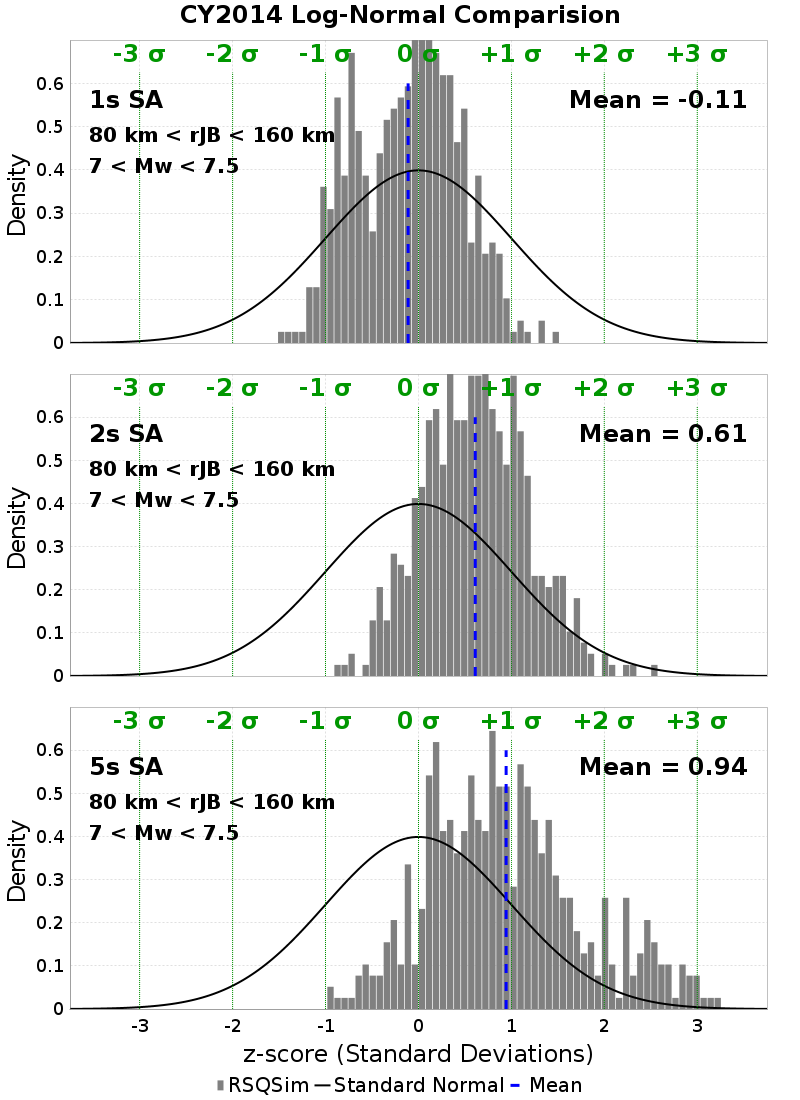 CY2014 Log-Normal Comparision
-3 σ -2 σ -1 σ 0 σ +1 σ +2 σ +3 σ
1s SA Mean = -0.11
80 km < rJB < 160 km
7 < Mw < 7.5
Density
0.6
0.5
0.4
0.3
0.2
0.1
0
-3 σ -2 σ -1 σ 0 σ +1 σ +2 σ +3 σ
2s SA Mean = 0.61
80 km < rJB < 160 km
7 < Mw < 7.5
Density
0.6
0.5
0.4
0.3
0.2
0.1
0
-3 σ -2 σ -1 σ 0 σ +1 σ +2 σ +3 σ
5s SA Mean = 0.94
80 km < rJB < 160 km
7 < Mw < 7.5
Density
0.6
0.5
0.4
0.3
0.2
0.1
0
-3 -2 -1 0 1 2 3
z-score (Standard Deviations)
RSQSim Standard Normal Mean